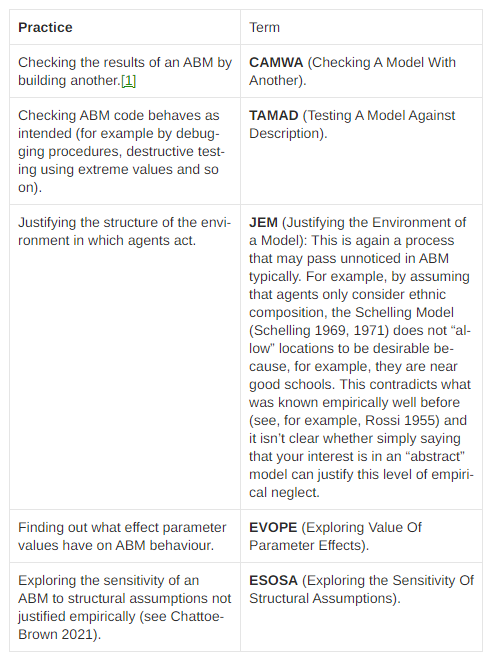 Practice
Term
Checking the results of an ABM by
building another.[1]
CAMWA (Checking A Model With
Another).
Checking ABM code behaves as
intended (for example by debug-
ging procedures, destructive test-
ing using extreme values and so
on).
TAMAD (Testing A Model Against
Description).
Justifying the structure of the envi-
ronment in which agents act.
JEM (Justifying the Environment of
a Model): This is again a process
that may pass unnoticed in ABM
typically. For example, by assuming
that agents only consider ethnic
composition, the Schelling Model
(Schelling 1969, 1971) does not “al-
low” locations to be desirable be-
cause, for example, they are near
good schools. This contradicts what
was known empirically well before
(see, for example, Rossi 1955) and
it isn’t clear whether simply saying
that your interest is in an “abstract”
model can justify this level of empiri-
cal neglect.
Finding out what effect parameter
values have on ABM behaviour.
EVOPE (Exploring Value Of
Parameter Effects).
Exploring the sensitivity of an
ABM to structural assumptions not
justified empirically (see Chattoe-
Brown 2021).
ESOSA (Exploring the Sensitivity Of
Structural Assumptions).